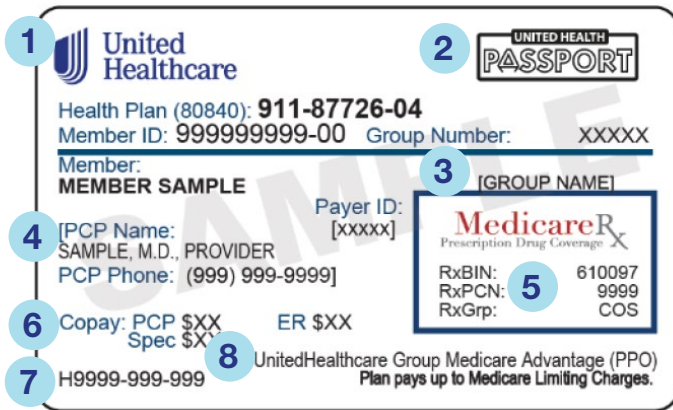 1
United
Healthcare
2
UNITED HEALTH
PASSPORT
Health Plan (80840): 911-87726-04
Member ID: 999999999-00 Group Number: XXXXX
Member:
MEMBER SAMPLE
3
[GROUP NAME]
Payer ID:
[xxxxx]
4
[PCP Name:
SAMPLE, M.D., PROVIDER
PCP Phone: (999) 999-9999]
MedicareRx
Prescription Drug Coverage
5
RxBIN: 610097
RxPCN: 9999
RxGrp: COS
6
Copay: PCP $XX ER $XX
Spec $XX
8
UnitedHealthcare Group Medicare Advantage (PPO)
7
H9999-999-999
Plan pays up to Medicare Limiting Charges.
SAMPLE